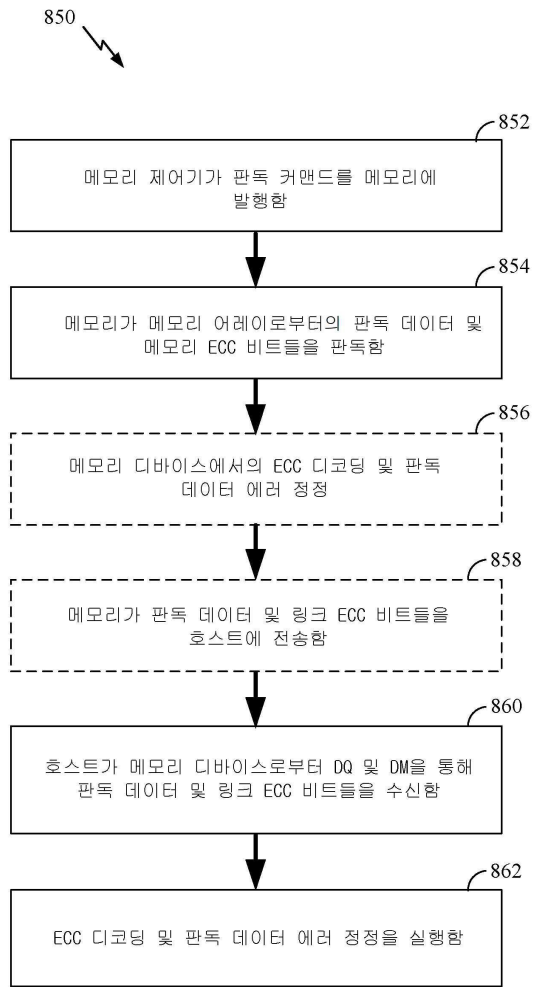 850
852
메모리 제어기가 판독 커맨드를 메모리에
발행함
854
메모리가 메모리 어레이로부터의 판독 데이터 및
메모리 ECC 비트들을 판독함
856
메모리 디바이스에서의 ECC 디코딩 및 판독
데이터 에러 정정
858
메모리가 판독 데이터 및 링크 ECC 비트들을
호스트에 전송함
860
호스트가 메모리 디바이스로부터 DQ 및 DM을 통해
판독 데이터 및 링크 ECC 비트들을 수신함
862
ECC 디코딩 및 판독 데이터 에러 정정을 실행함